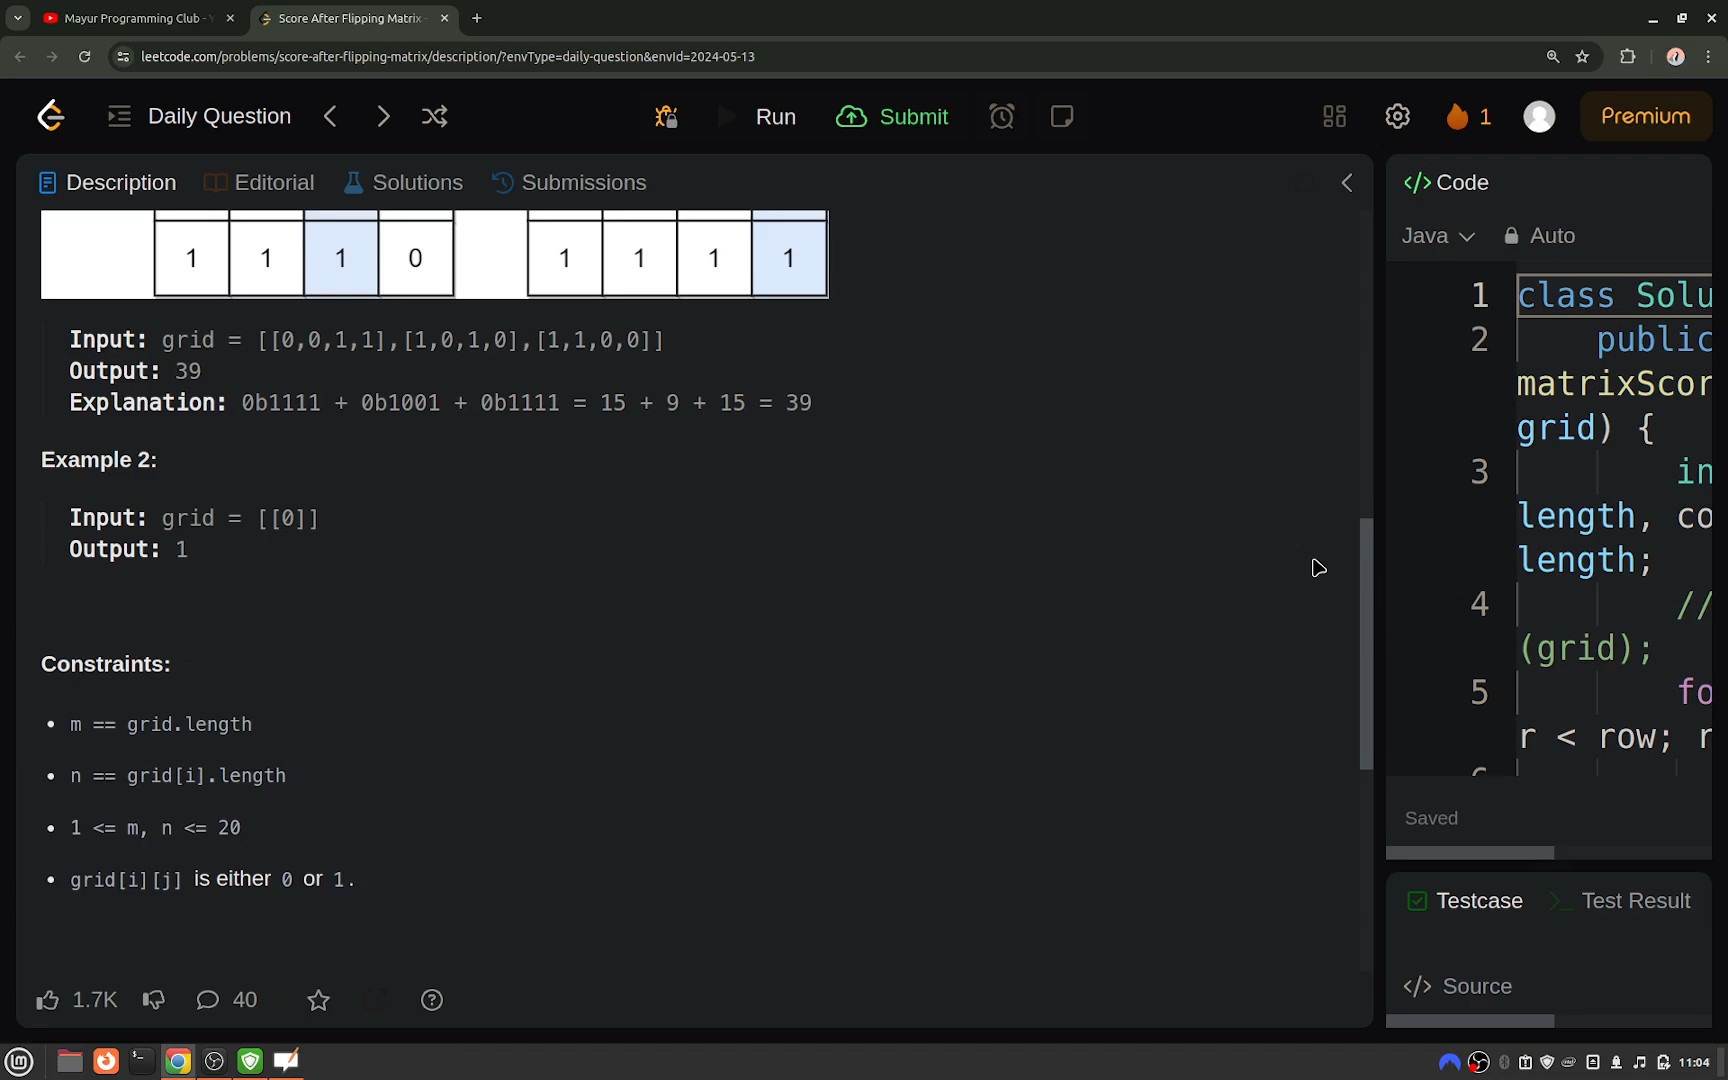 Mayur Programming Club -
Score After Flipping Matrix -
leetcode.com/problems/score-after-flipping-matrix/description/?envType=daily-question&envId=2024-05-13
Daily Question
Run
Submit
1
Premium
Description
Editorial
Solutions
Submissions
1 1 1 0 1 1 1 1
Input: grid = [[0,0,1,1],[1,0,1,0],[1,1,0,0]]
Output: 39
Explanation: 0b1111 + 0b1001 + 0b1111 = 15 + 9 + 15 = 39
Example 2:
Input: grid = [[0]]
Output: 1
Constraints:
• m == grid.length
• n == grid[i].length
• 1 <= m, n <= 20
• grid[i][j] is either 0 or 1.
1.7K
40
</> Code
Java
Auto
1 class Solu
2 public
matrixScor
grid) {
3 in
length, co
length;
4 //
(grid);
5 fo
r < row; r
Saved
Testcase
Test Result
</> Source
11:04